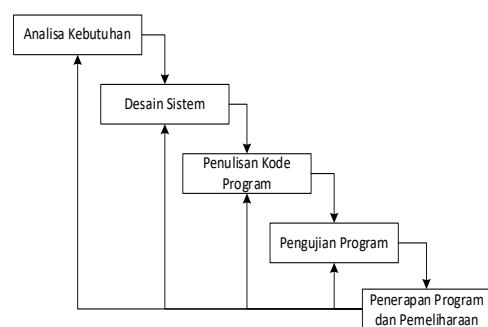 Analisa Kebutuhan
Desain Sistem
Penulisan Kode
Program
Pengujian Program
Penerapan Program
dan Pemeliharaan